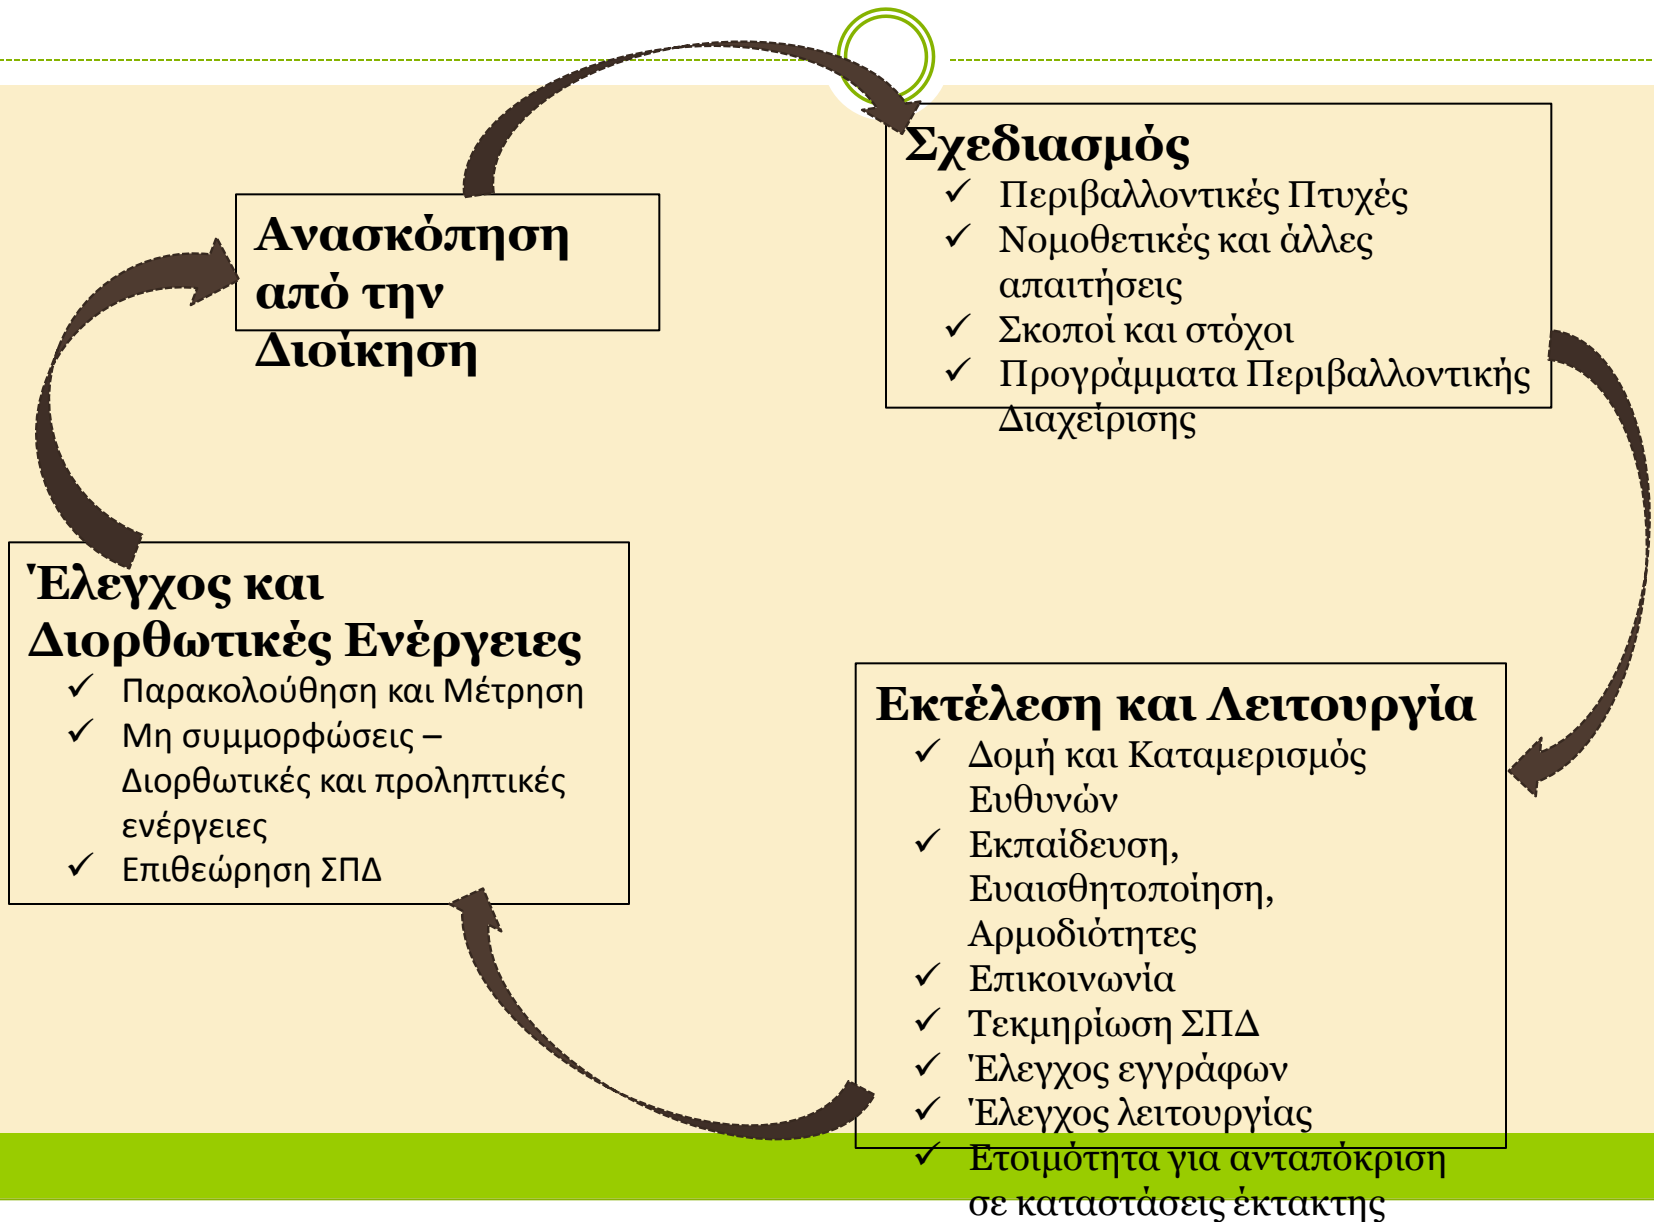 Ανασκόπηση
από την
Διοίκηση
Σχεδιασμός
✓ Περιβαλλοντικές Πτυχές
✓ Νομοθετικές και άλλες
απαιτήσεις
✓ Σκοποί και στόχοι
✓ Προγράμματα Περιβαλλοντικής
Διαχείρισης
Έλεγχος και
Διορθωτικές Ενέργειες
✓ Παρακολούθηση και Μέτρηση
✓ Μη συμμορφώσεις –
Διορθωτικές και προληπτικές
ενέργειες
✓ Επιθεώρηση ΣΠΔ
Εκτέλεση και Λειτουργία
✓ Δομή και Καταμερισμός
Ευθυνών
✓ Εκπαίδευση,
Ευαισθητοποίηση,
Αρμοδιότητες
✓ Επικοινωνία
✓ Τεκμηρίωση ΣΠΔ
✓ Έλεγχος εγγράφων
✓ Έλεγχος λειτουργίας
✓ Ετοιμότητα για ανταπόκριση
σε καταστάσεις έκτακτης